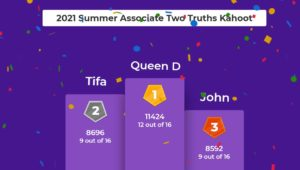 2021 Summer Associate Two Truths Kahoot
Queen D
Tifa
John
1
2
3
11424
12 out of 16
8696
9 out of 16
8592
9 out of 16